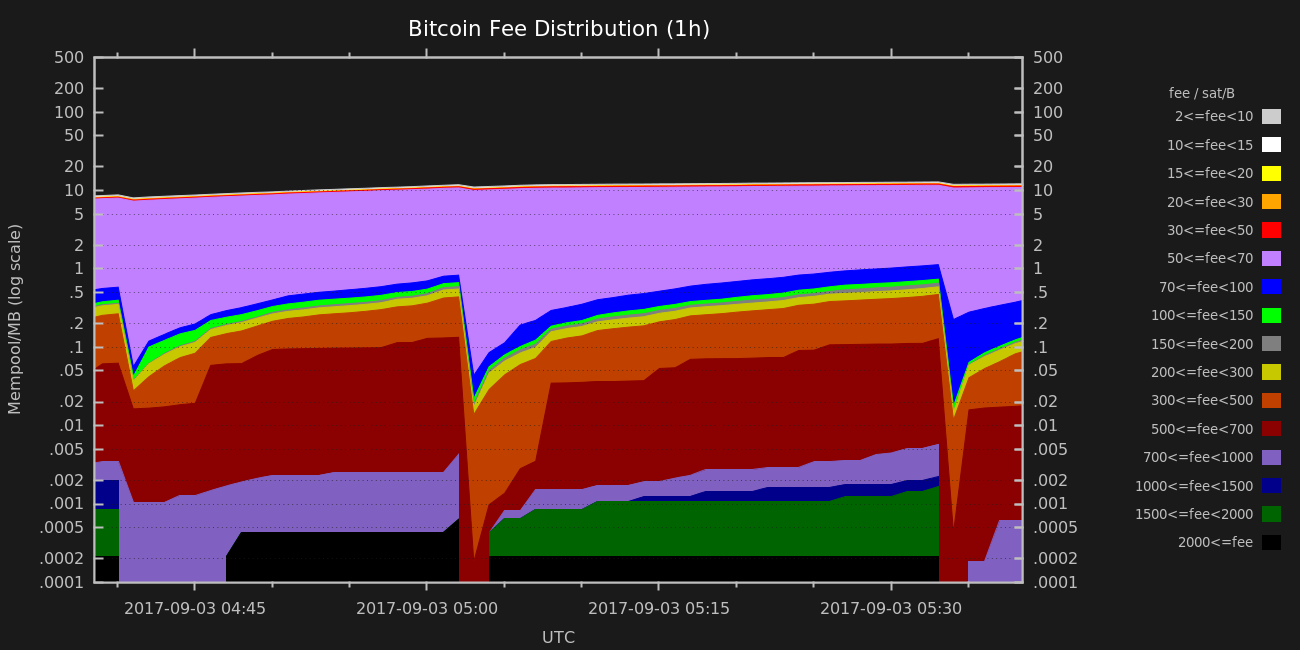 Bitcoin Fee Distribution (1h)
Mempool/MB (log scale)
500
200
100
50
20
10
5
2
1
.5
.2
.1
.05
.02
.01
.005
.002
.001
.0005
.0002
.0001
500
200
100
50
20
10
5
2
1
.5
.2
.1
.05
.02
.01
.005
.002
.001
.0005
.0002
.0001
2017-09-03 04:45
2017-09-03 05:00
2017-09-03 05:15
2017-09-03 05:30
UTC
fee / sat/B
2<=fee<10
10<=fee<15
15<=fee<20
20<=fee<30
30<=fee<50
50<=fee<70
70<=fee<100
100<=fee<150
150<=fee<200
200<=fee<300
300<=fee<500
500<=fee<700
700<=fee<1000
1000<=fee<1500
1500<=fee<2000
2000<=fee